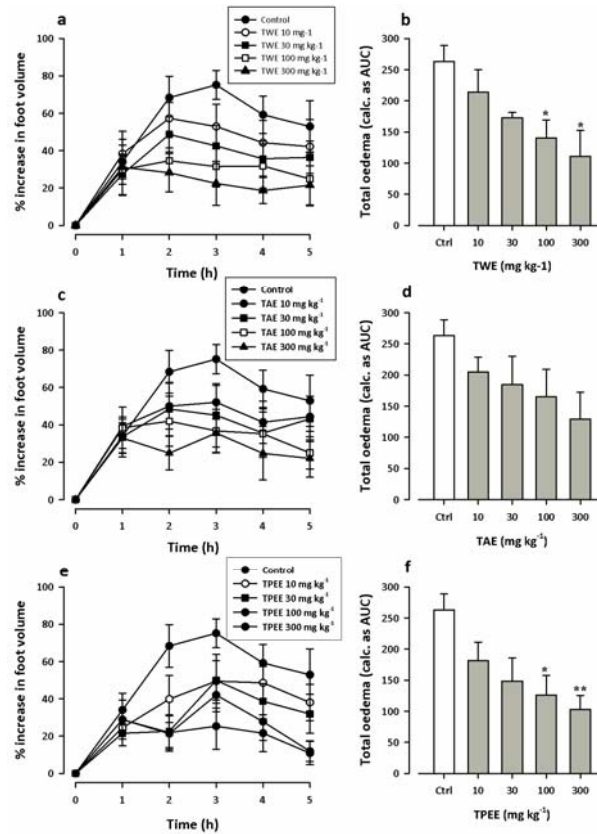 a
Control
TWE 10 mg-1
TWE 30 mg kg-1
TWE 100 mg kg-1
TWE 300 mg kg-1
% increase in foot volume
100
80
60
40
20
0
0 1 2 3 4 5
Time (h)
b
Total oedema (calc. as AUC)
300
250
200
150
100
50
0
* *
Ctrl 10 30 100 300
TWE (mg kg-1)
c
Control
TAE 10 mg kg-1
TAE 30 mg kg-1
TAE 100 mg kg-1
TAE 300 mg kg-1
% increase in foot volume
100
80
60
40
20
0
0 1 2 3 4 5
Time (h)
d
Total oedema (calc. as AUC)
300
250
200
150
100
50
0
Ctrl 10 30 100 300
TAE (mg kg-1)
e
Control
TPEE 10 mg kg-1
TPEE 30 mg kg-1
TPEE 100 mg kg-1
TPEE 300 mg kg-1
% increase in foot volume
100
80
60
40
20
0
0 1 2 3 4 5
Time (h)
f
Total oedema (calc. as AUC)
300
250
200
150
100
50
0
* **
Ctrl 10 30 100 300
TPEE (mg kg-1)